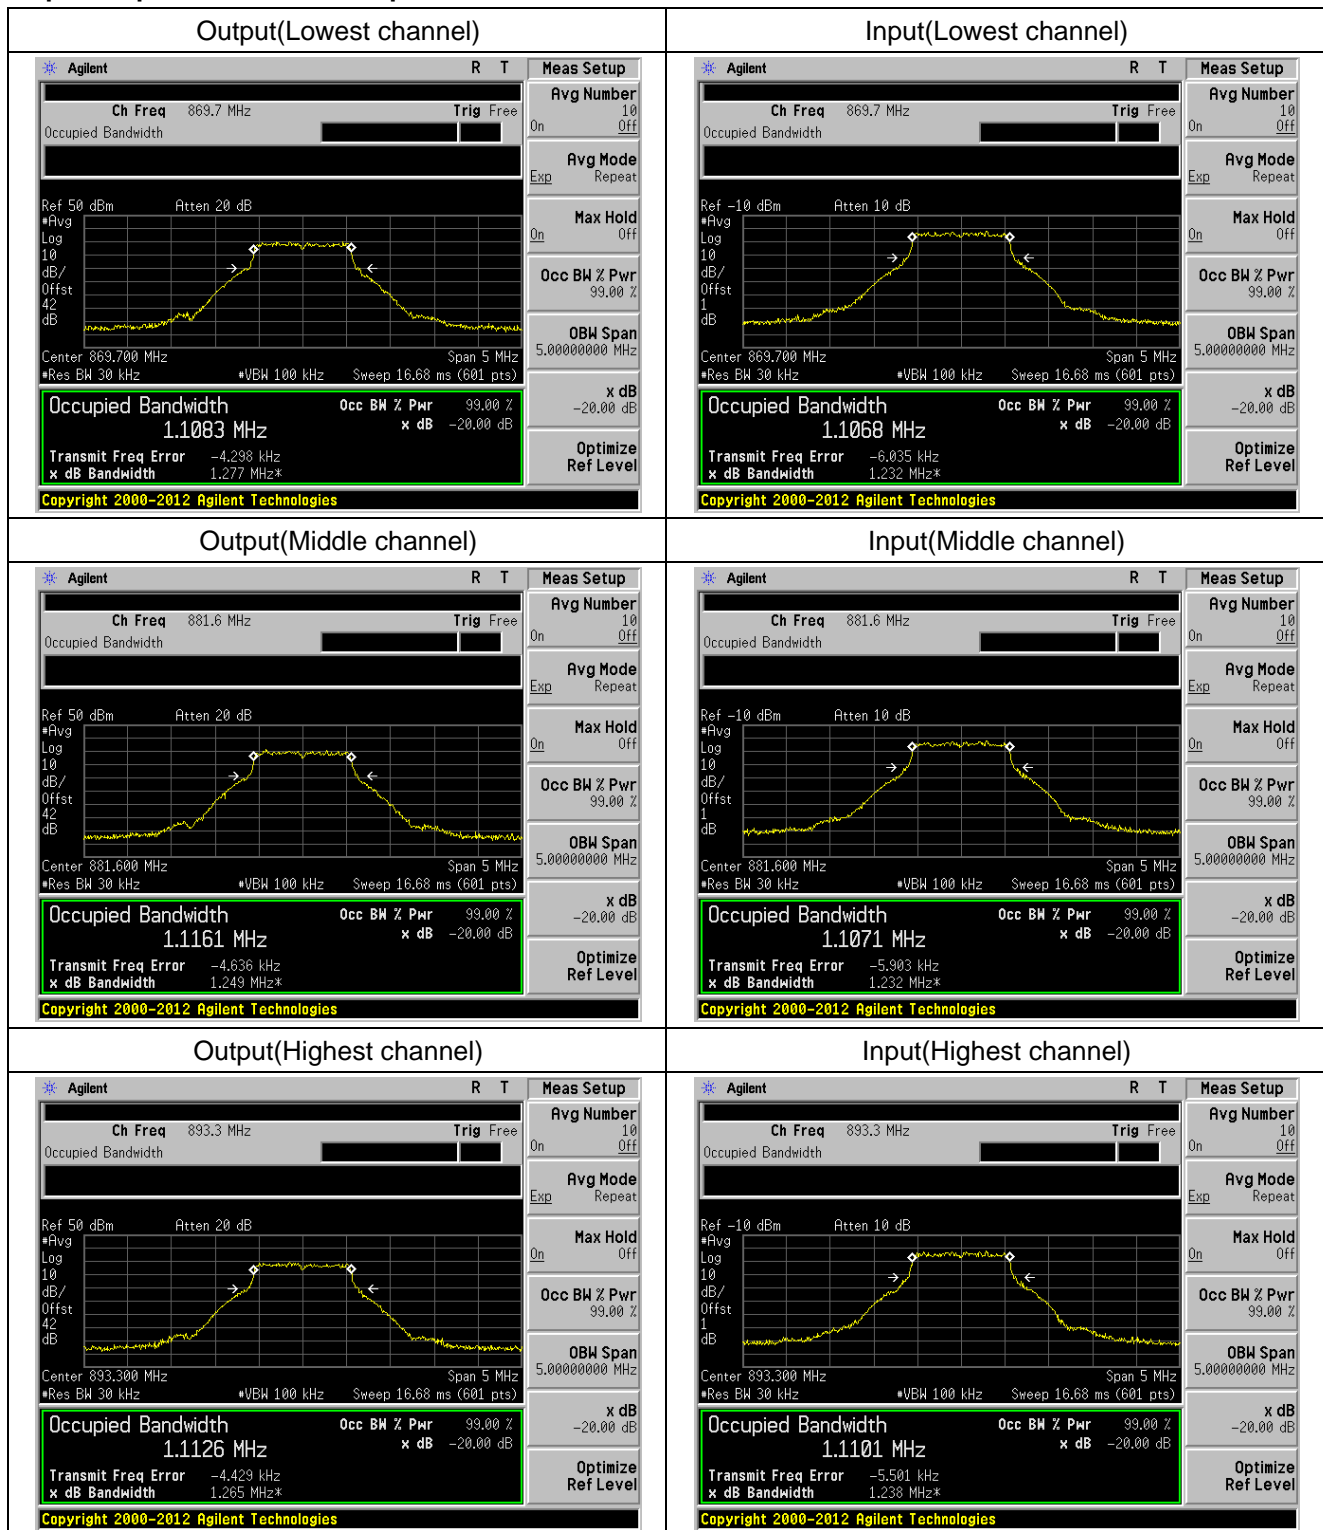 Output(Lowest channel)
Input(Lowest channel)
Agilent R T Meas Setup
Ch Freq 869.7 MHz Trig Free
Occupied Bandwidth
Avg Number
10
On Off
Avg Mode
Exp Repeat
Max Hold
On Off
Occ BW % Pwr
99.00 %
OBW Span
5.00000000 MHz
x dB
-20.00 dB
Optimize
Ref Level
Ref 50 dBm Atten 20 dB
#Avg
Log
10
dB/
Offst
42
dB
Center 869.700 MHz Span 5 MHz
#Res BW 30 kHz #VBW 100 kHz Sweep 16.68 ms (601 pts)
Occupied Bandwidth Occ BW % Pwr 99.00 %
1.1083 MHz x dB -20.00 dB
Transmit Freq Error -4.298 kHz
x dB Bandwidth 1.277 MHz*
Copyright 2000-2012 Agilent Technologies
Agilent R T Meas Setup
Ch Freq 869.7 MHz Trig Free
Occupied Bandwidth
Avg Number
10
On Off
Avg Mode
Exp Repeat
Max Hold
On Off
Occ BW % Pwr
99.00 %
OBW Span
5.00000000 MHz
x dB
-20.00 dB
Optimize
Ref Level
Ref -10 dBm Atten 10 dB
#Avg
Log
10
dB/
Offst
1
dB
Center 869.700 MHz Span 5 MHz
#Res BW 30 kHz #VBW 100 kHz Sweep 16.68 ms (601 pts)
Occupied Bandwidth Occ BW % Pwr 99.00 %
1.1068 MHz x dB -20.00 dB
Transmit Freq Error -6.035 kHz
x dB Bandwidth 1.232 MHz*
Copyright 2000-2012 Agilent Technologies
Output(Middle channel)
Input(Middle channel)
Agilent R T Meas Setup
Ch Freq 881.6 MHz Trig Free
Occupied Bandwidth
Avg Number
10
On Off
Avg Mode
Exp Repeat
Max Hold
On Off
Occ BW % Pwr
99.00 %
OBW Span
5.00000000 MHz
x dB
-20.00 dB
Optimize
Ref Level
Ref 50 dBm Atten 20 dB
#Avg
Log
10
dB/
Offst
42
dB
Center 881.600 MHz Span 5 MHz
#Res BW 30 kHz #VBW 100 kHz Sweep 16.68 ms (601 pts)
Occupied Bandwidth Occ BW % Pwr 99.00 %
1.1161 MHz x dB -20.00 dB
Transmit Freq Error -4.636 kHz
x dB Bandwidth 1.249 MHz*
Copyright 2000-2012 Agilent Technologies
Agilent R T Meas Setup
Ch Freq 881.6 MHz Trig Free
Occupied Bandwidth
Avg Number
10
On Off
Avg Mode
Exp Repeat
Max Hold
On Off
Occ BW % Pwr
99.00 %
OBW Span
5.00000000 MHz
x dB
-20.00 dB
Optimize
Ref Level
Ref -10 dBm Atten 10 dB
#Avg
Log
10
dB/
Offst
1
dB
Center 881.600 MHz Span 5 MHz
#Res BW 30 kHz #VBW 100 kHz Sweep 16.68 ms (601 pts)
Occupied Bandwidth Occ BW % Pwr 99.00 %
1.1071 MHz x dB -20.00 dB
Transmit Freq Error -5.903 kHz
x dB Bandwidth 1.232 MHz*
Copyright 2000-2012 Agilent Technologies
Output(Highest channel)
Input(Highest channel)
Agilent R T Meas Setup
Ch Freq 893.3 MHz Trig Free
Occupied Bandwidth
Avg Number
10
On Off
Avg Mode
Exp Repeat
Max Hold
On Off
Occ BW % Pwr
99.00 %
OBW Span
5.00000000 MHz
x dB
-20.00 dB
Optimize
Ref Level
Ref 50 dBm Atten 20 dB
#Avg
Log
10
dB/
Offst
42
dB
Center 893.300 MHz Span 5 MHz
#Res BW 30 kHz #VBW 100 kHz Sweep 16.68 ms (601 pts)
Occupied Bandwidth Occ BW % Pwr 99.00 %
1.1126 MHz x dB -20.00 dB
Transmit Freq Error -4.429 kHz
x dB Bandwidth 1.265 MHz*
Copyright 2000-2012 Agilent Technologies
Agilent R T Meas Setup
Ch Freq 893.3 MHz Trig Free
Occupied Bandwidth
Avg Number
10
On Off
Avg Mode
Exp Repeat
Max Hold
On Off
Occ BW % Pwr
99.00 %
OBW Span
5.00000000 MHz
x dB
-20.00 dB
Optimize
Ref Level
Ref -10 dBm Atten 10 dB
#Avg
Log
10
dB/
Offst
1
dB
Center 893.300 MHz Span 5 MHz
#Res BW 30 kHz #VBW 100 kHz Sweep 16.68 ms (601 pts)
Occupied Bandwidth Occ BW % Pwr 99.00 %
1.1101 MHz x dB -20.00 dB
Transmit Freq Error -5.501 kHz
x dB Bandwidth 1.238 MHz*
Copyright 2000-2012 Agilent Technologies